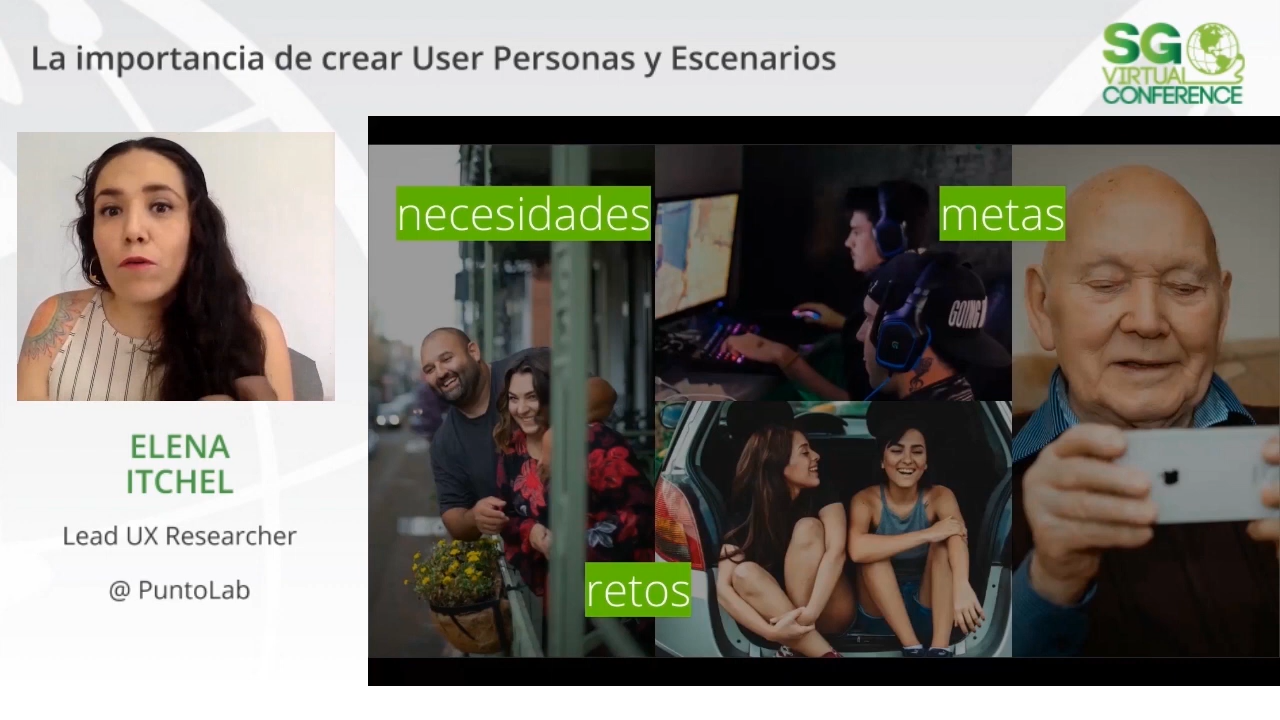 La importancia de crear User Personas y Escenarios
SG
VIRTUAL
CONFERENCE
necesidades
metas
GOING
retos
ELENA
ITCHEL
Lead UX Researcher
@ PuntoLab